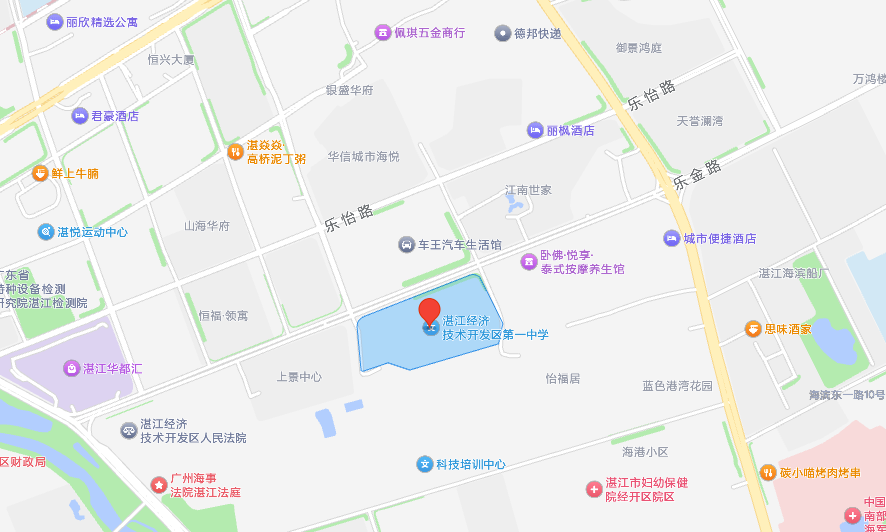 丽欣精选公寓
佩琪五金商行
德邦快递
御景鸿庭
恒兴大厦
银盛华府
万鸿楼
乐怡路
君豪酒店
丽枫酒店
天誉澜湾
湛焱焱·
高桥泥丁粥
华信城市海悦
鲜上牛腩
乐金路
江南世家
乐怡路
山海华府
湛悦运动中心
车王汽车生活馆
城市便捷酒店
卧佛·悦享·
泰式按摩养生馆
广东省
特种设备检测
研究院湛江检测院
湛江海滨船厂
恒福·领寓
湛江经济
技术开发区第一中学
思味酒家
湛江华都汇
上景中心
怡福居
蓝色港湾花园
海滨东一路10号
湛江经济
技术开发区人民法院
海港小区
区财政局
科技培训中心
广州海事
法院湛江法庭
湛江市妇幼保健
院经开区院区
碳小喵烤肉烤串
中国
南部
海军